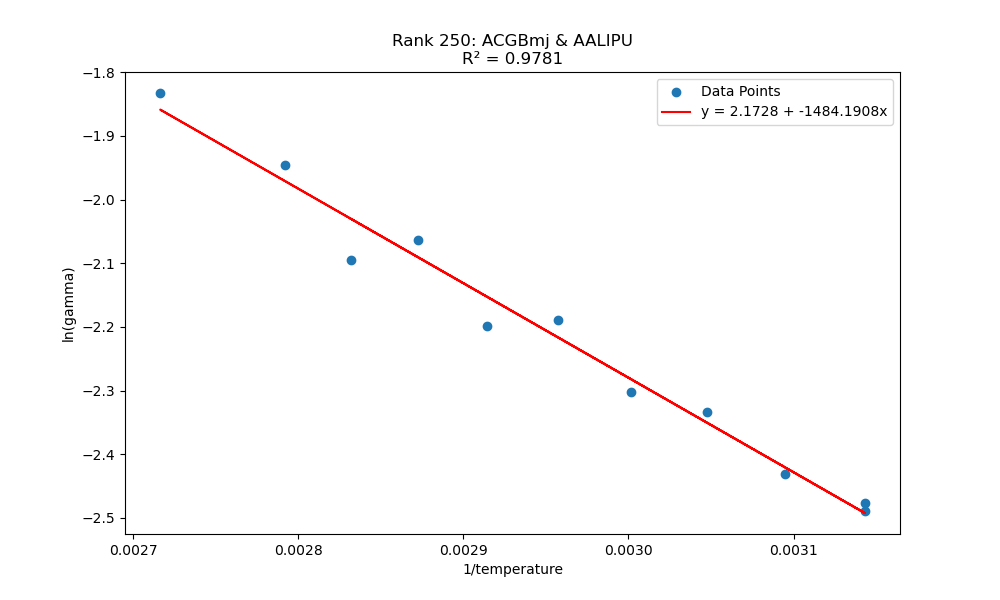 Rank 250: ACGBmj & AALIPU
R² = 0.9781
Data Points
y = 2.1728 + -1484.1908x
ln(gamma)
−1.8
−1.9
−2.0
−2.1
−2.2
−2.3
−2.4
−2.5
0.0027
0.0028
0.0029
0.0030
0.0031
1/temperature